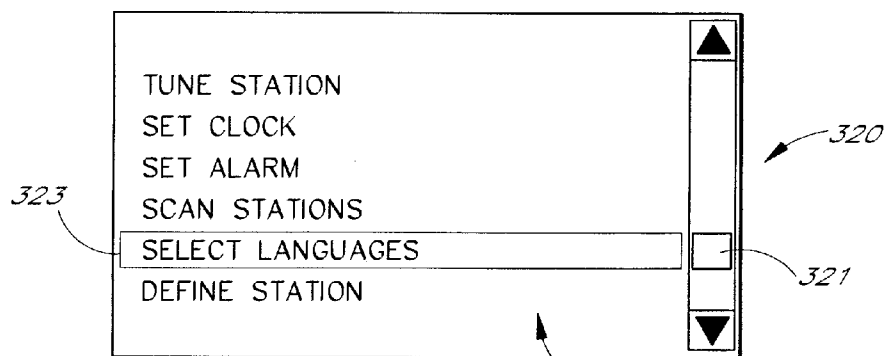 TUNE STATION
SET CLOCK
320
SET ALARM
323
SCAN STATIONS
SELECT LANGUAGES
321
DEFINE STATION